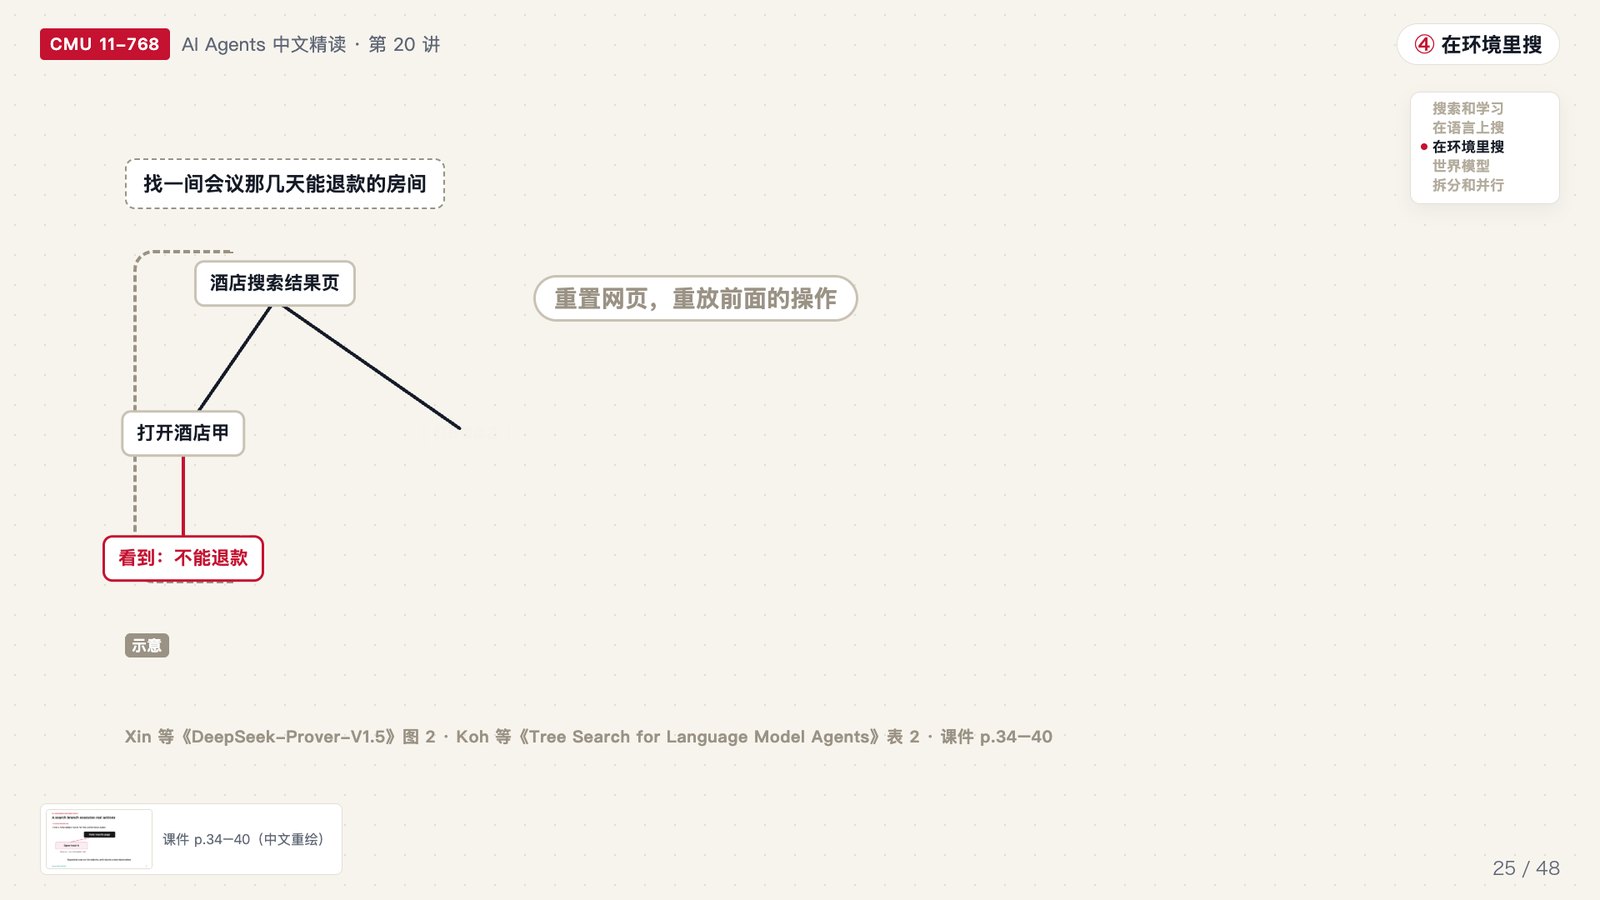 CMU 11-768 AI Agents 中文精读 · 第 20 讲
④ 在环境里搜
搜索和学习
在语言上搜
在环境里搜
世界模型
拆分和并行
找一间会议那几天能退款的房间
酒店搜索结果页
重置网页，重放前面的操作
打开酒店甲
看到：不能退款
示意
Xin 等《DeepSeek-Prover-V1.5》图 2 · Koh 等《Tree Search for Language Model Agents》表 2 · 课件 p.34—40
A search branch executes real actions
课件 p.34—40（中文重绘）
25 / 48